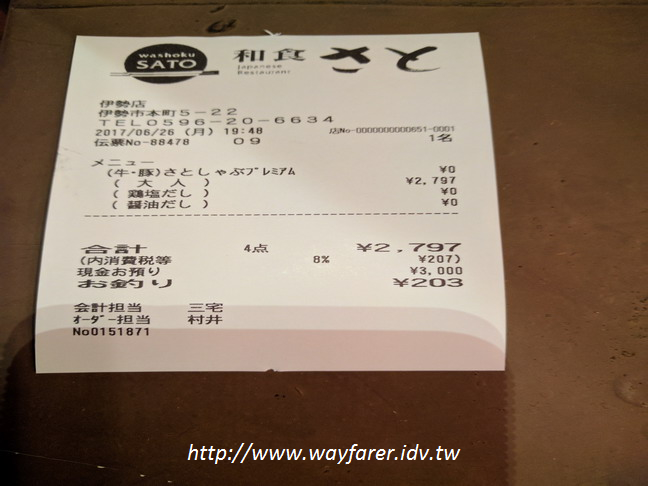 washoku
SATO
和食 さと
Japanese
Restaurant
伊勢店
伊勢市本町5-22
TEL0596-20-6634
2017/06/26 (月) 19:48 店No-0000000000651-0001
伝票No-88478 09 1名
メニュー
(牛・豚)さとしゃぶプレミアム ¥0
( 大 人 ) ¥2,797
( 鶏塩だし ) ¥0
( 醤油だし ) ¥0
合計 4点 ¥2,797
(内消費税等 8% ¥207)
現金お預り ¥3,000
お釣り ¥203
会計担当 三宅
オーダー担当 村井
No0151871
http://www.wayfarer.idv.tw